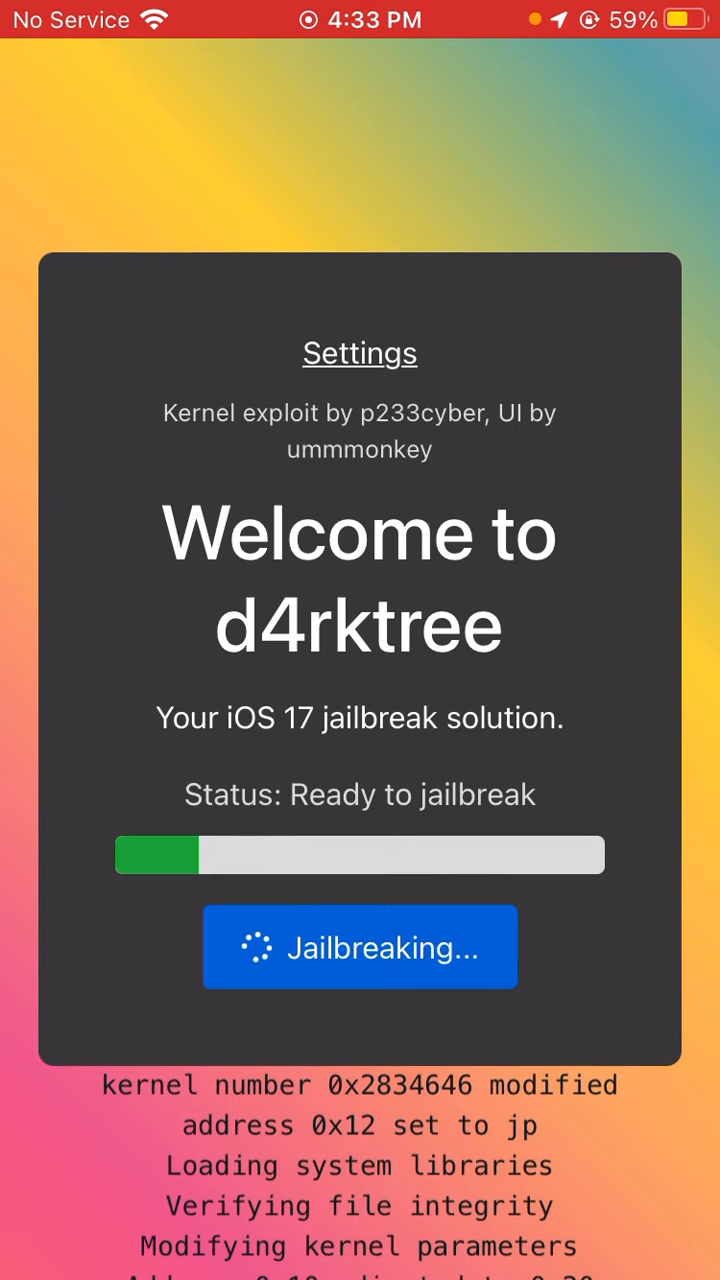 No Service 4:33 PM 59%
Settings
Kernel exploit by p233cyber, UI by
ummmonkey
Welcome to
d4rktree
Your iOS 17 jailbreak solution.
Status: Ready to jailbreak
Jailbreaking...
kernel number 0x2834646 modified
address 0x12 set to jp
Loading system libraries
Verifying file integrity
Modifying kernel parameters